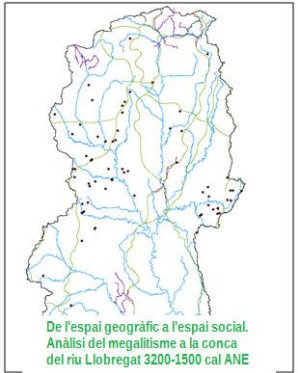 De l'espai geogràfic a l'espai social.
Anàlisi del megalitisme a la conca
del riu Llobregat 3200-1500 cal ANE